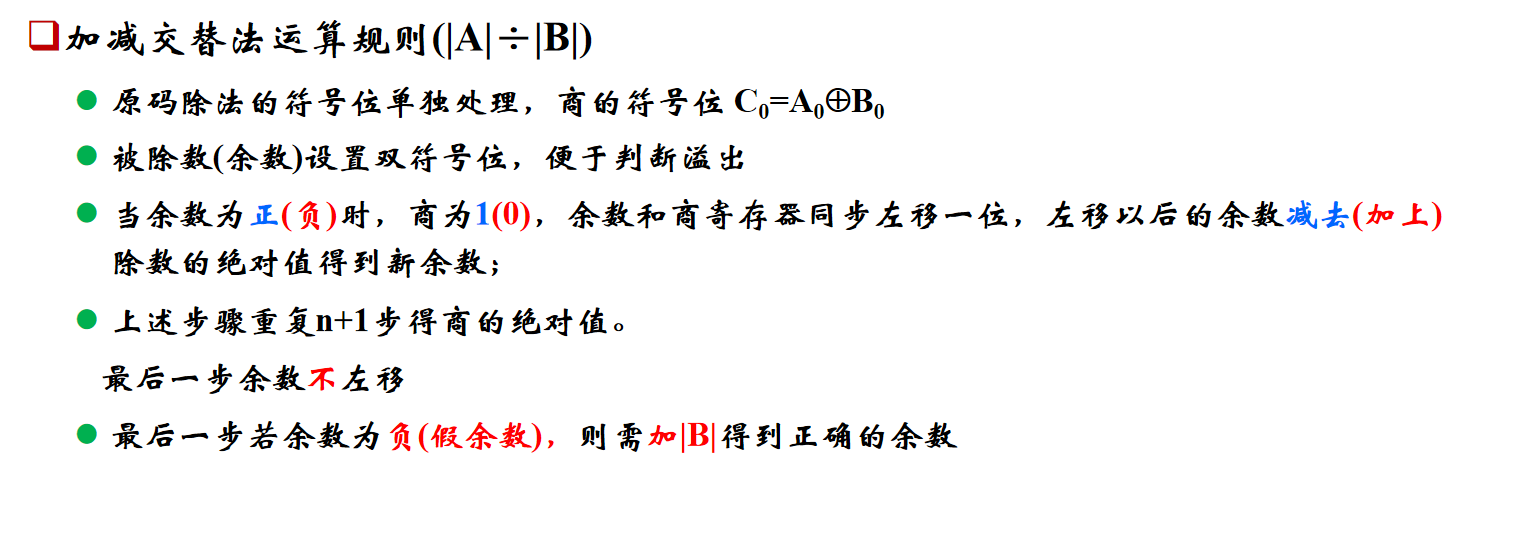 加减交替法运算规则(|A|÷|B|)
原码除法的符号位单独处理，商的符号位 C₀=A₀⊕B₀
被除数(余数)设置双符号位，便于判断溢出
当余数为正(负)时，商为1(0)，余数和商寄存器同步左移一位，左移以后的余数减去(加上)
除数的绝对值得到新余数；
上述步骤重复n+1步得商的绝对值。
最后一步余数不左移
最后一步若余数为负(假余数)，则需加|B|得到正确的余数